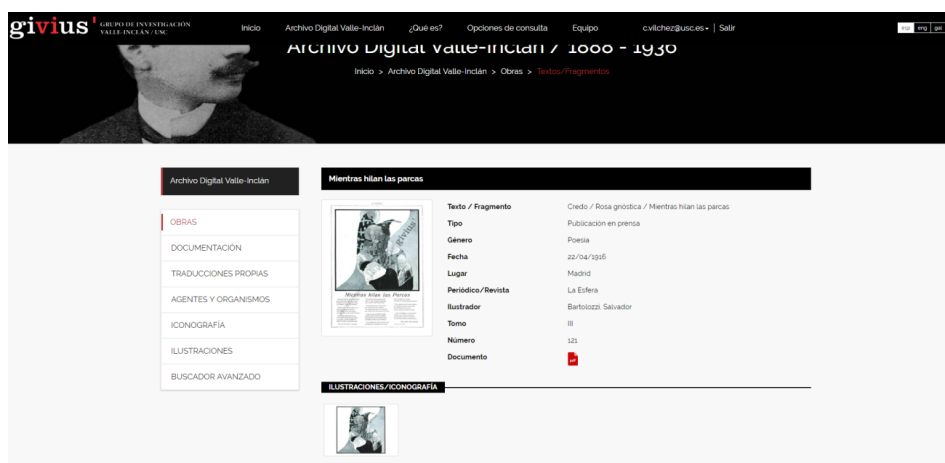 givius' GRUPO DE INVESTIGACIÓN
VALLE-INCLÁN / USC
Inicio Archivo Digital Valle-Inclán ¿Qué es? Opciones de consulta Equipo c.vilchez@usc.es Salir
esp eng gal
Archivo Digital Valle-Inclán / 1888 - 1936
Inicio > Archivo Digital Valle-Inclán > Obras > Textos/Fragmentos
Archivo Digital Valle-Inclán
OBRAS
DOCUMENTACIÓN
TRADUCCIONES PROPIAS
AGENTES Y ORGANISMOS
ICONOGRAFÍA
ILUSTRACIONES
BUSCADOR AVANZADO
Mientras hilan las parcas
givius'
Mientras hilan las Parcas
Texto / Fragmento Credo / Rosa gnóstica / Mientras hilan las parcas
Tipo Publicación en prensa
Género Poesía
Fecha 22/04/1916
Lugar Madrid
Periódico/Revista La Esfera
Ilustrador Bartolozzi, Salvador
Tomo III
Número 121
Documento
ILUSTRACIONES/ICONOGRAFÍA